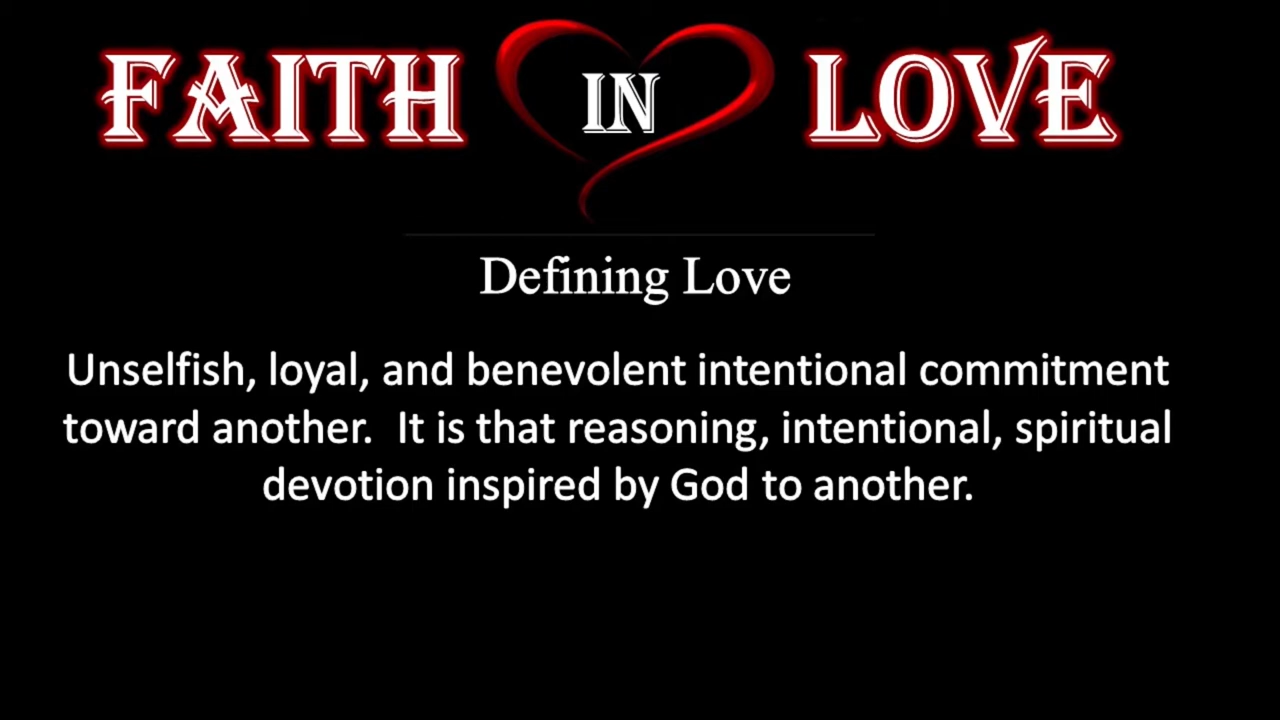 FAITH IN LOVE
Defining Love
Unselfish, loyal, and benevolent intentional commitment
toward another.  It is that reasoning, intentional, spiritual
devotion inspired by God to another.